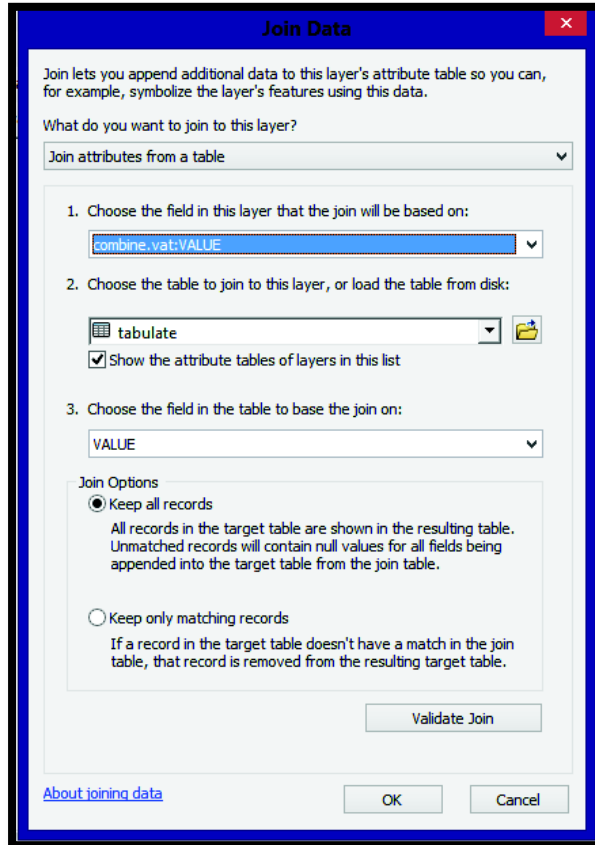 Join Data
Join lets you append additional data to this layer's attribute table so you can,
for example, symbolize the layer's features using this data.
What do you want to join to this layer?
Join attributes from a table
1. Choose the field in this layer that the join will be based on:
combine.vat:VALUE
2. Choose the table to join to this layer, or load the table from disk:
tabulate
Show the attribute tables of layers in this list
3. Choose the field in the table to base the join on:
VALUE
Join Options
Keep all records
All records in the target table are shown in the resulting table.
Unmatched records will contain null values for all fields being
appended into the target table from the join table.
Keep only matching records
If a record in the target table doesn't have a match in the join
table, that record is removed from the resulting target table.
Validate Join
About joining data
OK
Cancel